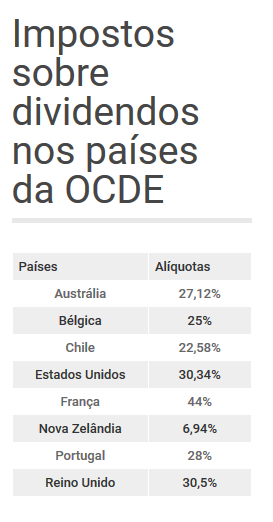 Impostos
sobre
dividendos
nos países
da OCDE
Países Alíquotas
Austrália 27,12%
Bélgica 25%
Chile 22,58%
Estados Unidos 30,34%
França 44%
Nova Zelândia 6,94%
Portugal 28%
Reino Unido 30,5%